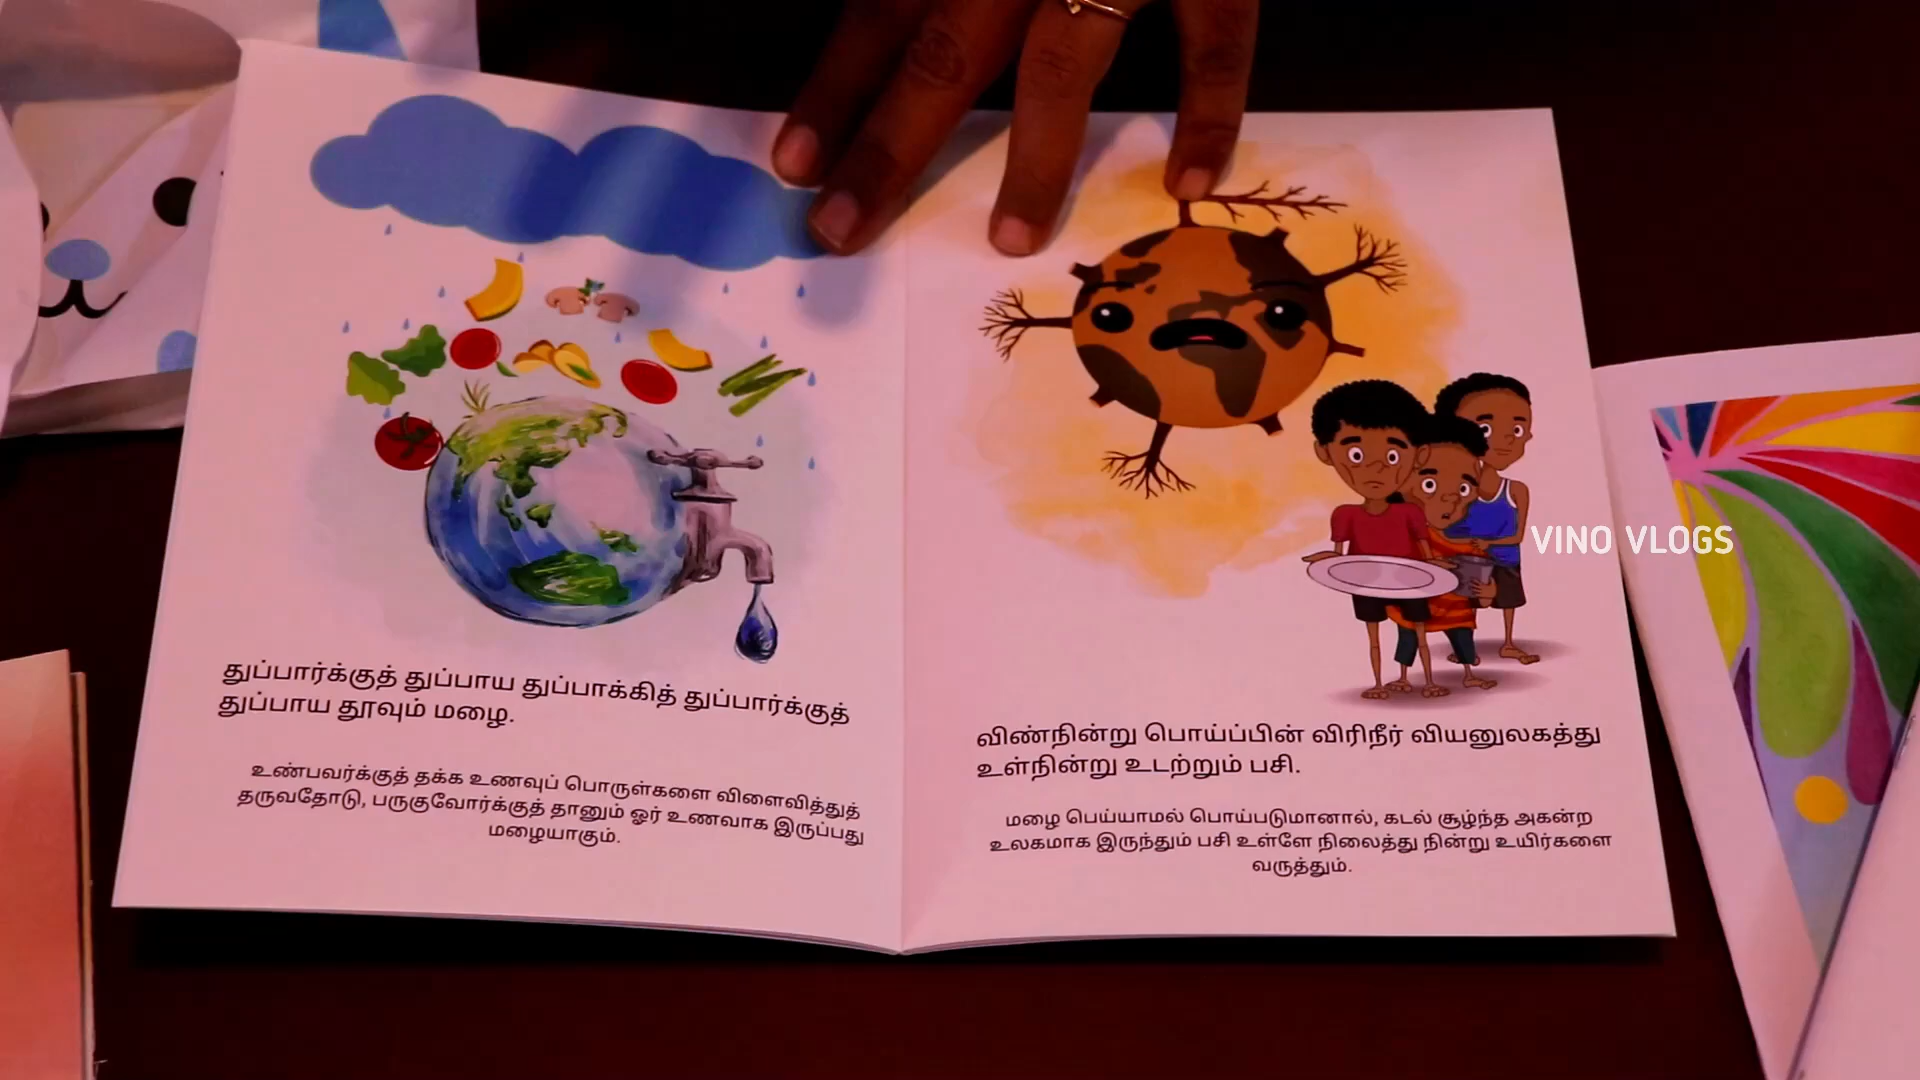 துப்பார்க்குத் துப்பாய துப்பாக்கித் துப்பார்க்குத்
துப்பாய தூவும் மழை.
உண்பவர்க்குத் தக்க உணவுப் பொருள்களை விளைவித்துத்
தருவதோடு, பருகுவோர்க்குத் தானும் ஓர் உணவாக இருப்பது
மழையாகும்.
விண்நின்று பொய்ப்பின் விரிநீர் வியனுலகத்து
உள்நின்று உடற்றும் பசி.
மழை பெய்யாமல் பொய்படுமானால், கடல் சூழ்ந்த அகன்ற
உலகமாக இருந்தும் பசி உள்ளே நிலைத்து நின்று உயிர்களை
வருத்தும்.
VINO VLOGS